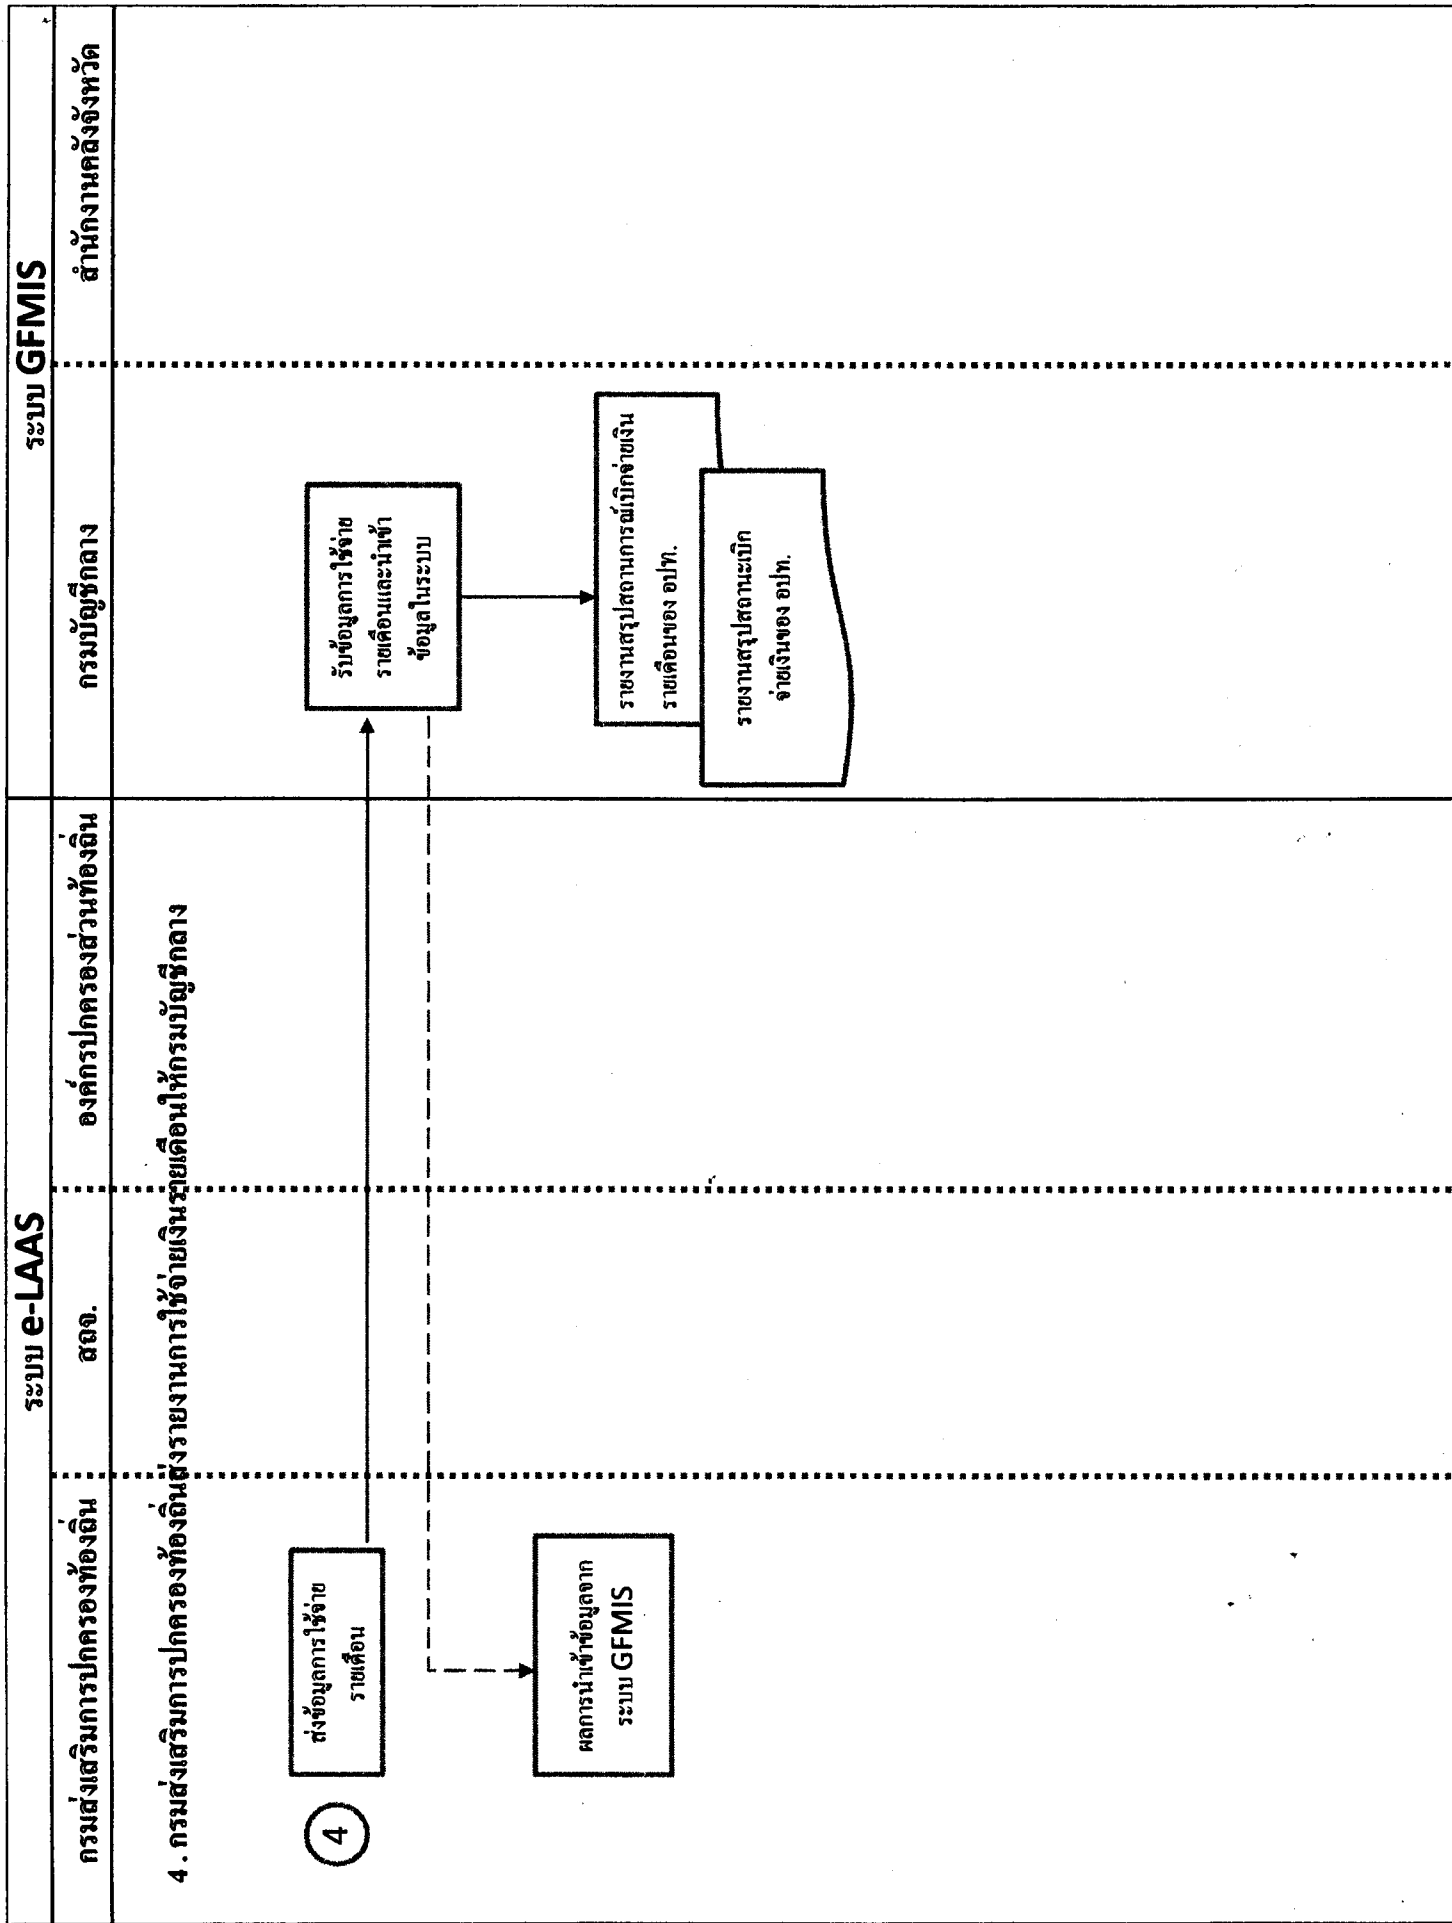 ระบบ e-LAAS
ระบบ GFMIS
กรมส่งเสริมการปกครองท้องถิ่น
สถจ.
องค์กรปกครองส่วนท้องถิ่น
กรมบัญชีกลาง
สำนักงานคลังจังหวัด
4 . กรมส่งเสริมการปกครองท้องถิ่นส่งรายงานการใช้จ่ายเงินรายเดือนให้กรมบัญชีกลาง
4
ส่งข้อมูลการใช้จ่าย
รายเดือน
รับข้อมูลการใช้จ่าย
รายเดือนและนำเข้า
ข้อมูลในระบบ
ผลการนำเข้าข้อมูลจาก
ระบบ GFMIS
รายงานสรุปสถานการณ์เบิกจ่ายเงิน
รายเดือนของ อปท.
รายงานสรุปสถานะเบิก
จ่ายเงินของ อปท.